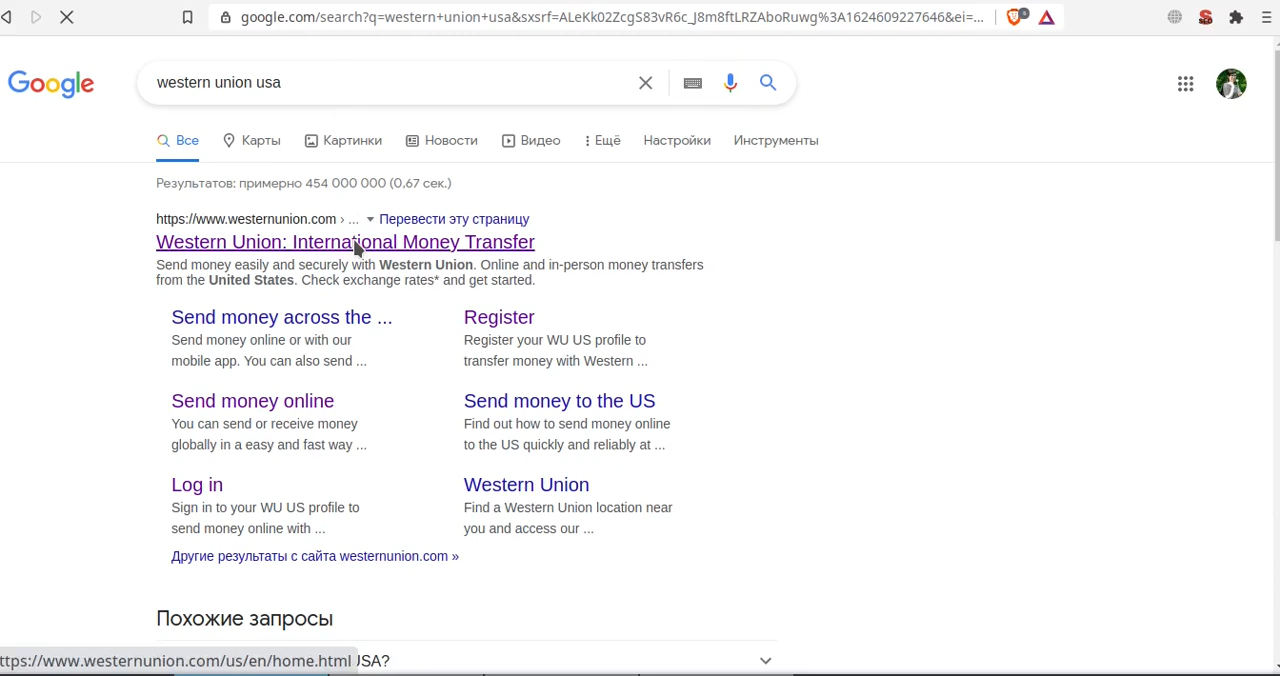 google.com/search?q=western+union+usa&sxsrf=ALeKk02ZcgS83vR6c_J8m8ftLRZAboRuwg%3A1624609227646&ei=...
Google
western union usa
Все Карты Картинки Новости Видео Ещё Настройки Инструменты
Результатов: примерно 454 000 000 (0,67 сек.)
https://www.westernunion.com › ... Перевести эту страницу
Western Union: International Money Transfer
Send money easily and securely with Western Union. Online and in-person money transfers
from the United States. Check exchange rates* and get started.
Send money across the ...
Send money online or with our
mobile app. You can also send ...
Register
Register your WU US profile to
transfer money with Western ...
Send money online
You can send or receive money
globally in a easy and fast way ...
Send money to the US
Find out how to send money online
to the US quickly and reliably at ...
Log in
Sign in to your WU US profile to
send money online with ...
Western Union
Find a Western Union location near
you and access our ...
Другие результаты с сайта westernunion.com »
Похожие запросы
ttps://www.westernunion.com/us/en/home.html USA?